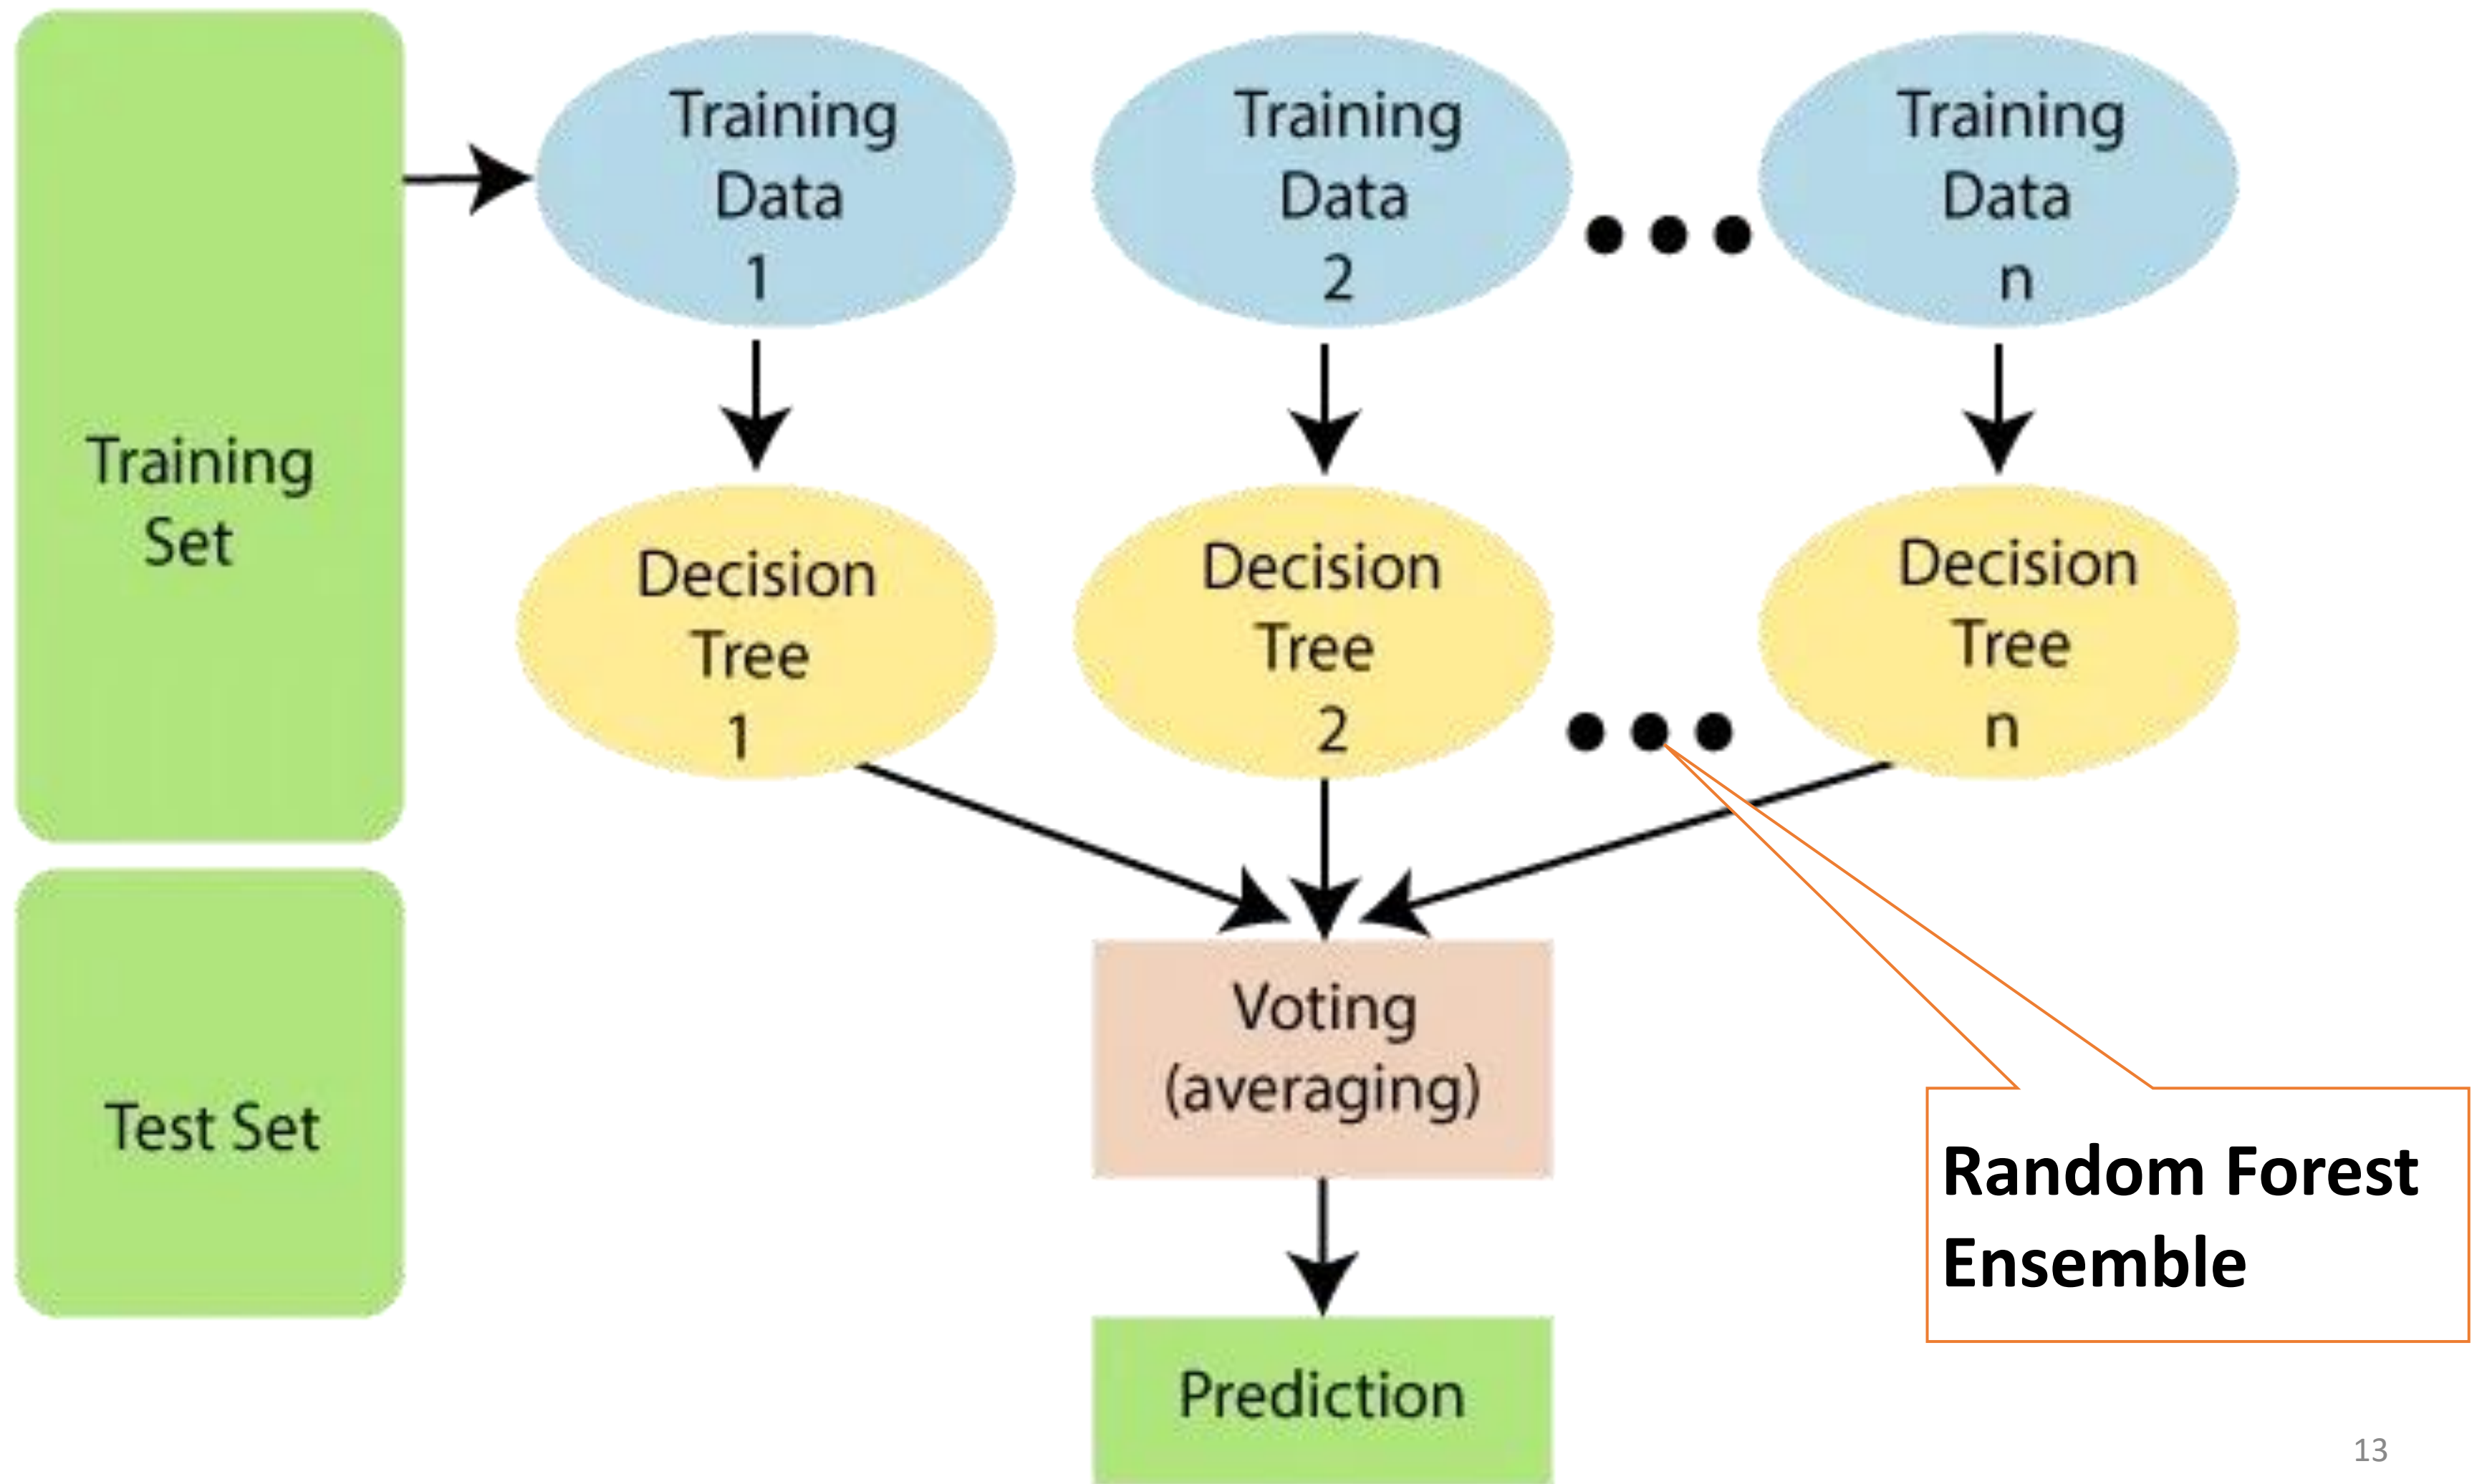 Training
Set
Test Set
Training
Data
1
Training
Data
2
Training
Data
n
Decision
Tree
1
Decision
Tree
2
Decision
Tree
n
Voting
(averaging)
Prediction
Random Forest
Ensemble
13